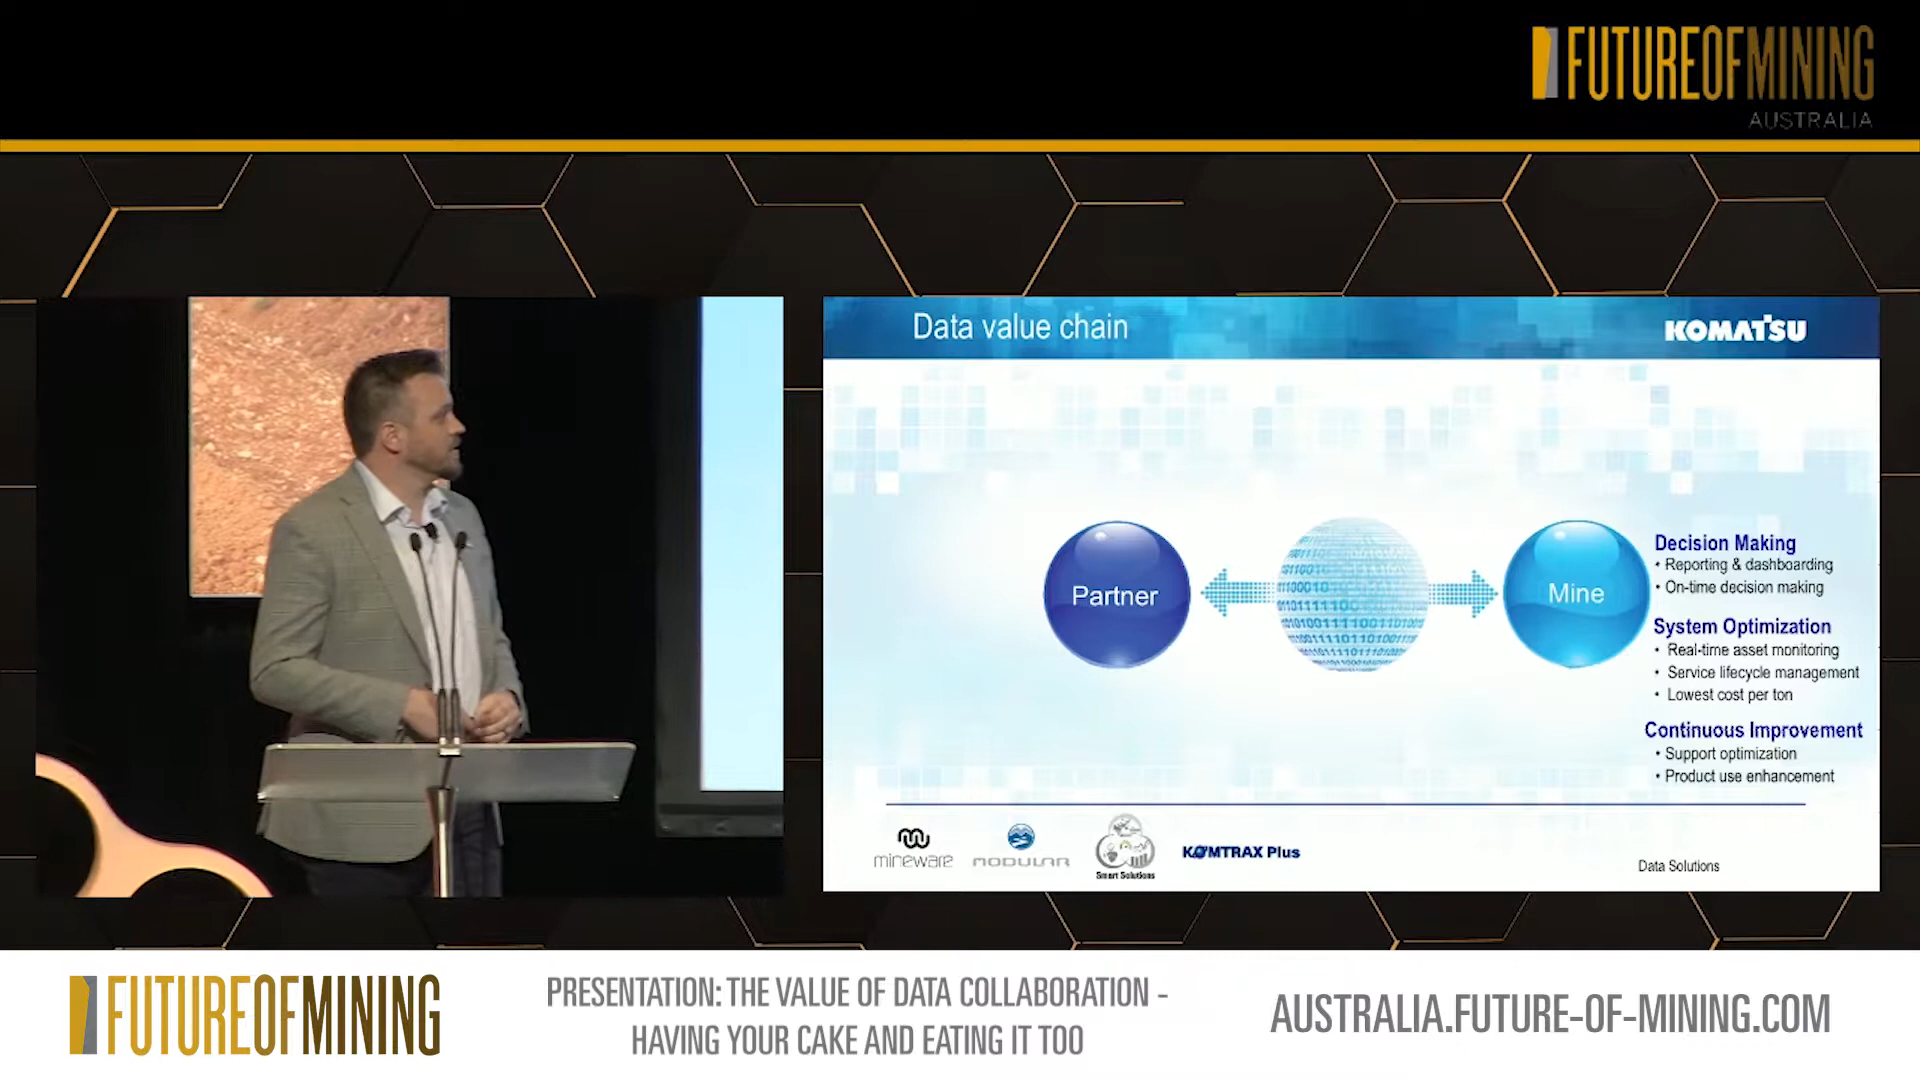 FUTUREOFMINING
AUSTRALIA
Data value chain
KOMATSU
Partner
Mine
Decision Making
• Reporting & dashboarding
• On-time decision making
System Optimization
• Real-time asset monitoring
• Service lifecycle management
• Lowest cost per ton
Continuous Improvement
• Support optimization
• Product use enhancement
mineware
MODULAR
Smart Solutions
KOMTRAX Plus
Data Solutions
FUTUREOFMINING
PRESENTATION: THE VALUE OF DATA COLLABORATION -
HAVING YOUR CAKE AND EATING IT TOO
AUSTRALIA.FUTURE-OF-MINING.COM